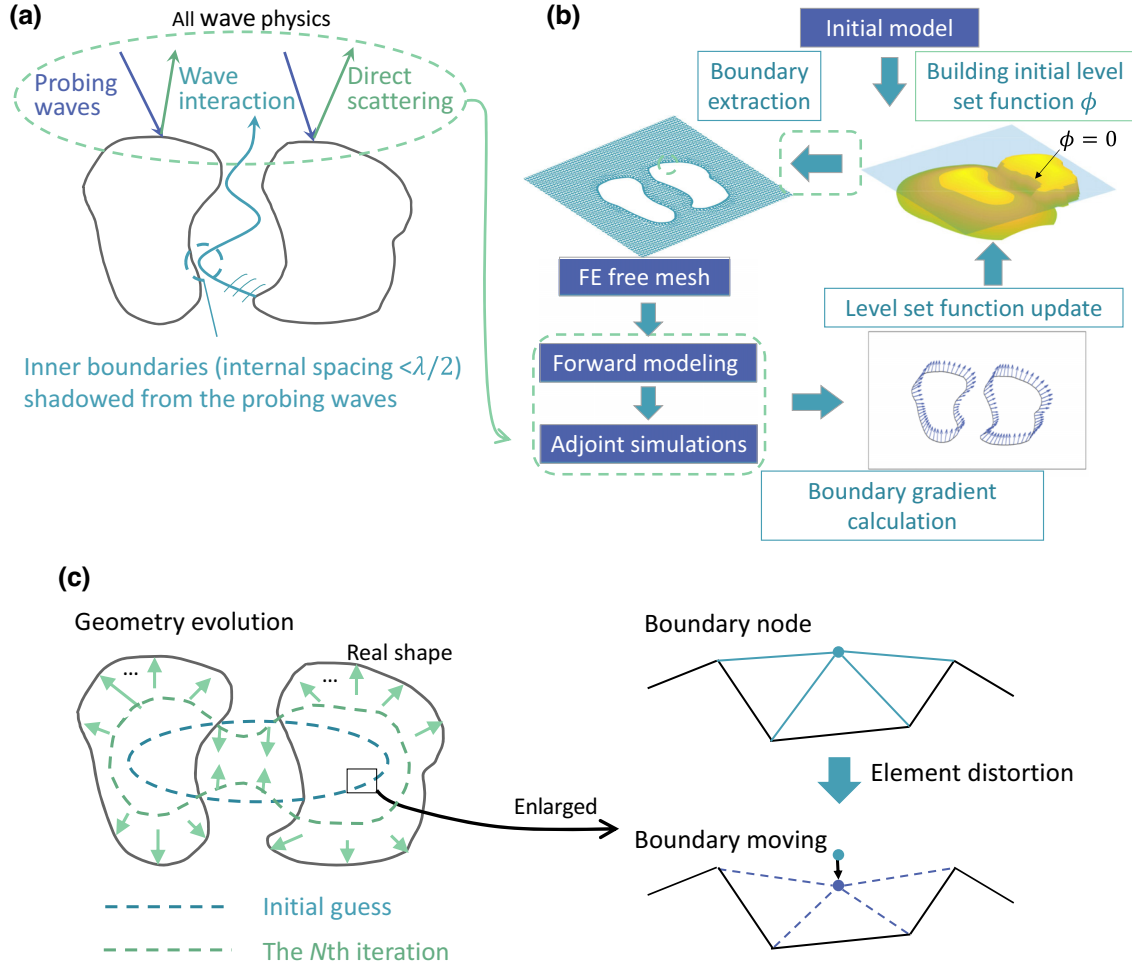 (a)
All wave physics
Probing
waves
Wave
interaction
Direct
scattering
Inner boundaries (internal spacing <λ/2)
shadowed from the probing waves
(b)
Initial model
Boundary
extraction
Building initial level
set function ϕ
ϕ = 0
FE free mesh
Level set function update
Forward modeling
Adjoint simulations
Boundary gradient
calculation
(c)
Geometry evolution
Real shape
...
...
Enlarged
Initial guess
The Nth iteration
Boundary node
Element distortion
Boundary moving